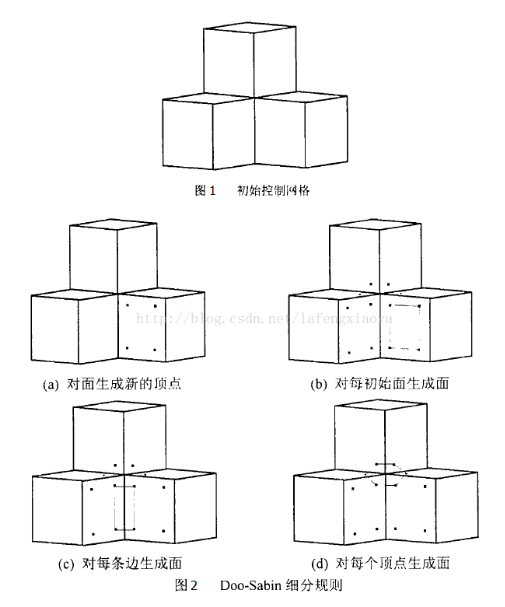 图1 初始控制网格
http://blog.csdn.net/lafengxiaoyu
(a) 对面生成新的顶点
(b) 对每初始面生成面
(c) 对每条边生成面
(d) 对每个顶点生成面
图2 Doo-Sabin 细分规则